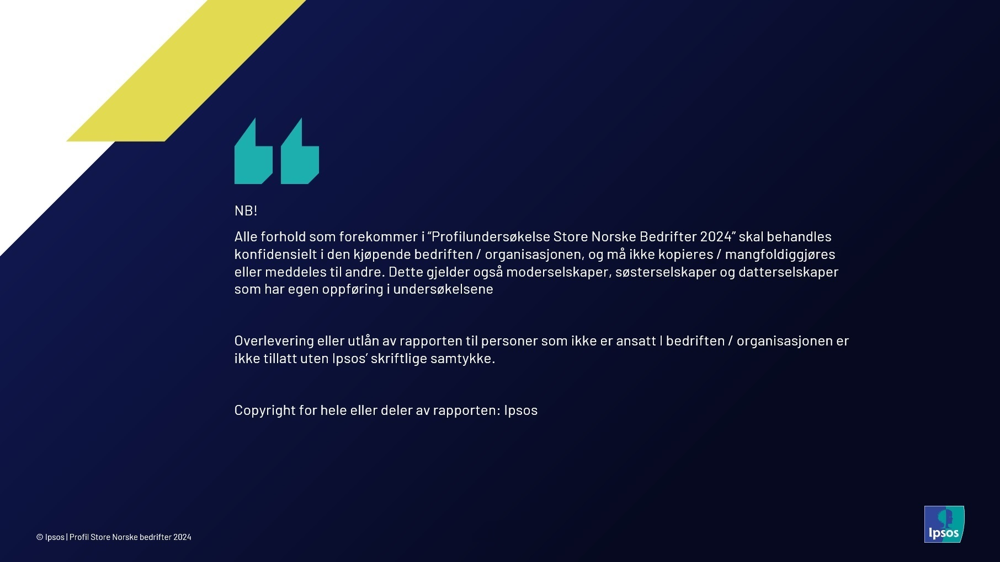 NB!
Alle forhold som forekommer i “Profilundersøkelse Store Norske Bedrifter 2024” skal behandles
konfidensielt i den kjøpende bedriften / organisasjonen, og må ikke kopieres / mangfoldiggjøres
eller meddeles til andre. Dette gjelder også moderselskaper, søsterselskaper og datterselskaper
som har egen oppføring i undersøkelsene
Overlevering eller utlån av rapporten til personer som ikke er ansatt I bedriften / organisasjonen er
ikke tillatt uten Ipsos’ skriftlige samtykke.
Copyright for hele eller deler av rapporten: Ipsos
© Ipsos | Profil Store Norske bedrifter 2024
Ipsos